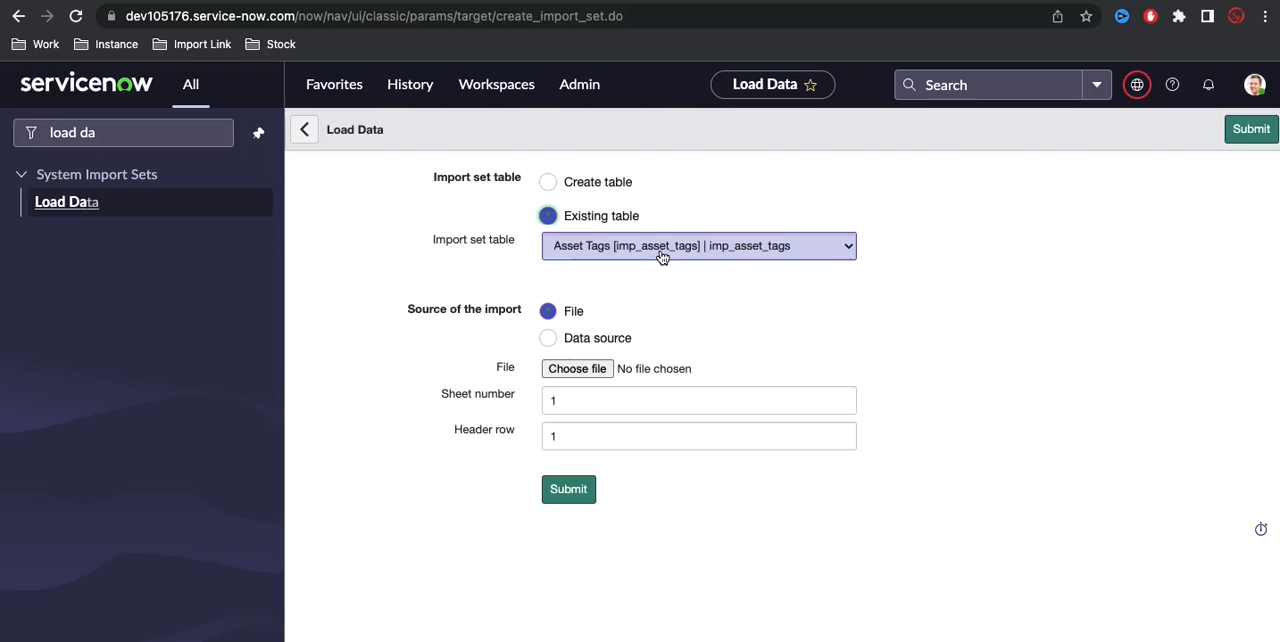 dev105176.service-now.com/now/nav/ui/classic/params/target/create_import_set.do
Work Instance Import Link Stock
servicenow All Favorites History Workspaces Admin Load Data Search
load da
Load Data
Submit
System Import Sets
Load Data
Import set table
Create table
Existing table
Import set table
Asset Tags [imp_asset_tags] | imp_asset_tags
Source of the import
File
Data source
File
Choose file No file chosen
Sheet number
1
Header row
1
Submit